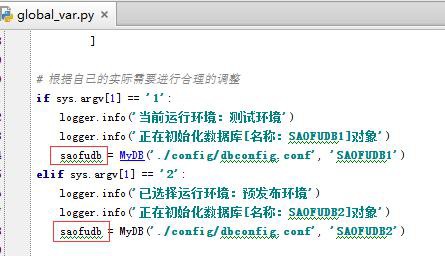 global_var.py ×
]
# 根据自己的实际需要进行合理的调整
if sys.argv[1] == '1':
logger.info('当前运行环境：测试环境')
logger.info('正在初始化数据库[名称：SAOFUDB1]对象')
saofudb = MyDB('./config/dbconfig.conf', 'SAOFUDB1')
elif sys.argv[1] == '2':
logger.info('已选择运行环境：预发布环境')
logger.info('正在初始化数据库[名称：SAOFUDB2]对象')
saofudb = MyDB('./config/dbconfig.conf', 'SAOFUDB2')